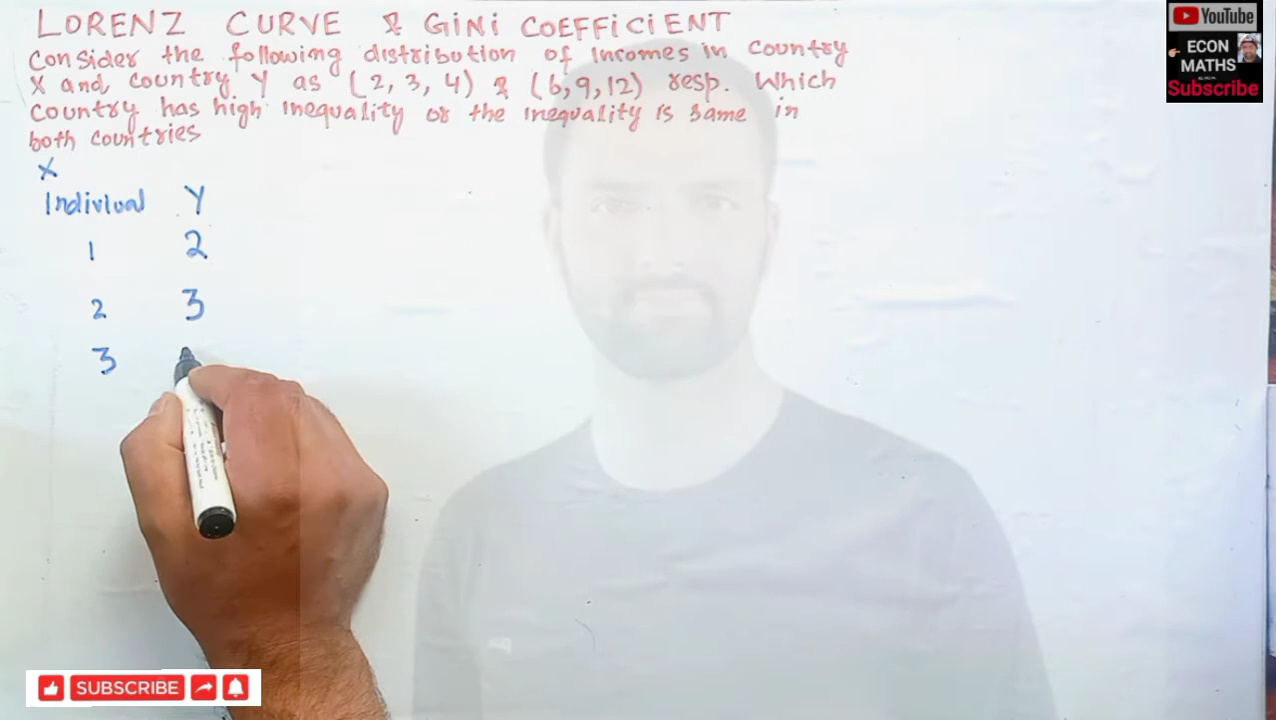 LORENZ CURVE & GINI COEFFICIENT
Consider the following distribution of Incomes in country
X and country Y as (2, 3, 4) & (6, 9, 12) resp. Which
Country has high inequality or the inequality is same in
both countries
X
Indiviual Y
1 2
2 3
3
YouTube
ECON
MATHS
Subscribe
SUBSCRIBE